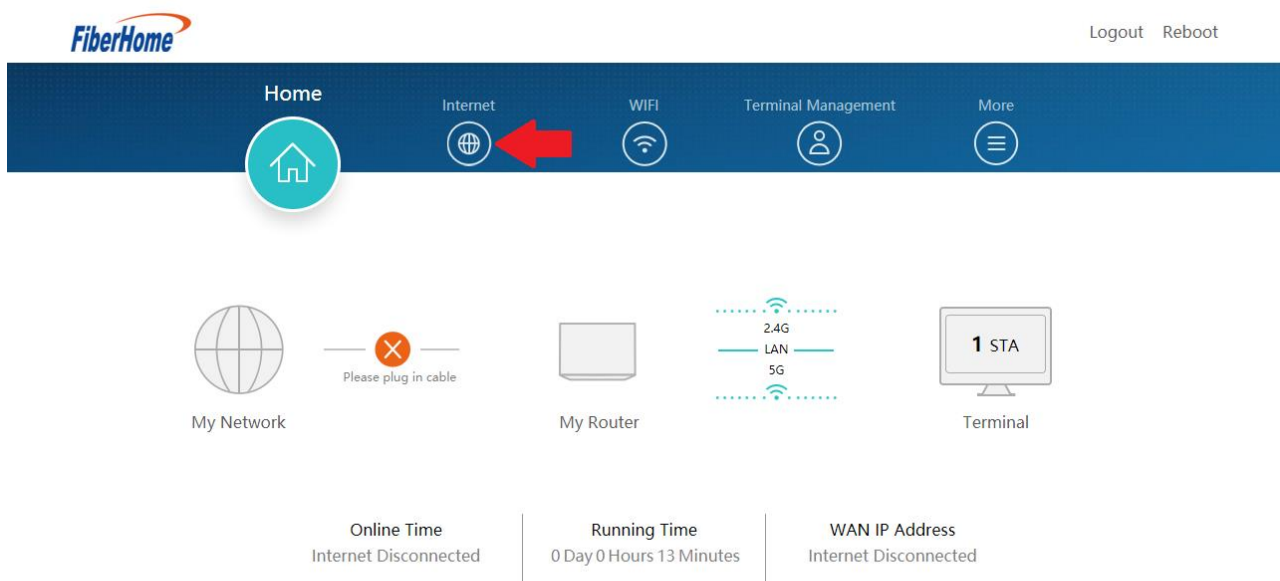 FiberHome
Logout Reboot
Home
Internet
WIFI
Terminal Management
More
2.4G
LAN
5G
1 STA
Please plug in cable
My Network
My Router
Terminal
Online Time
Internet Disconnected
Running Time
0 Day 0 Hours 13 Minutes
WAN IP Address
Internet Disconnected